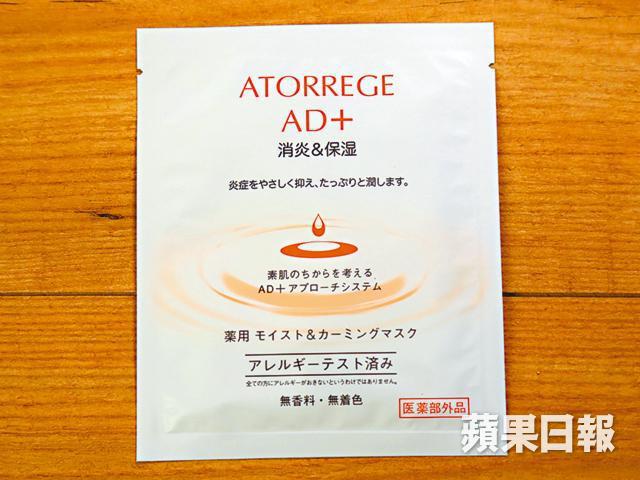 ATORREGE
AD+
消炎&保湿
炎症をやさしく抑え、たっぷりと潤します。
素肌のちからを考える
AD+アプローチシステム
薬用 モイスト&カーミングマスク
アレルギーテスト済み
全ての方にアレルギーがおきないというわけではありません。
無香料・無着色
医薬部外品
蘋果日報